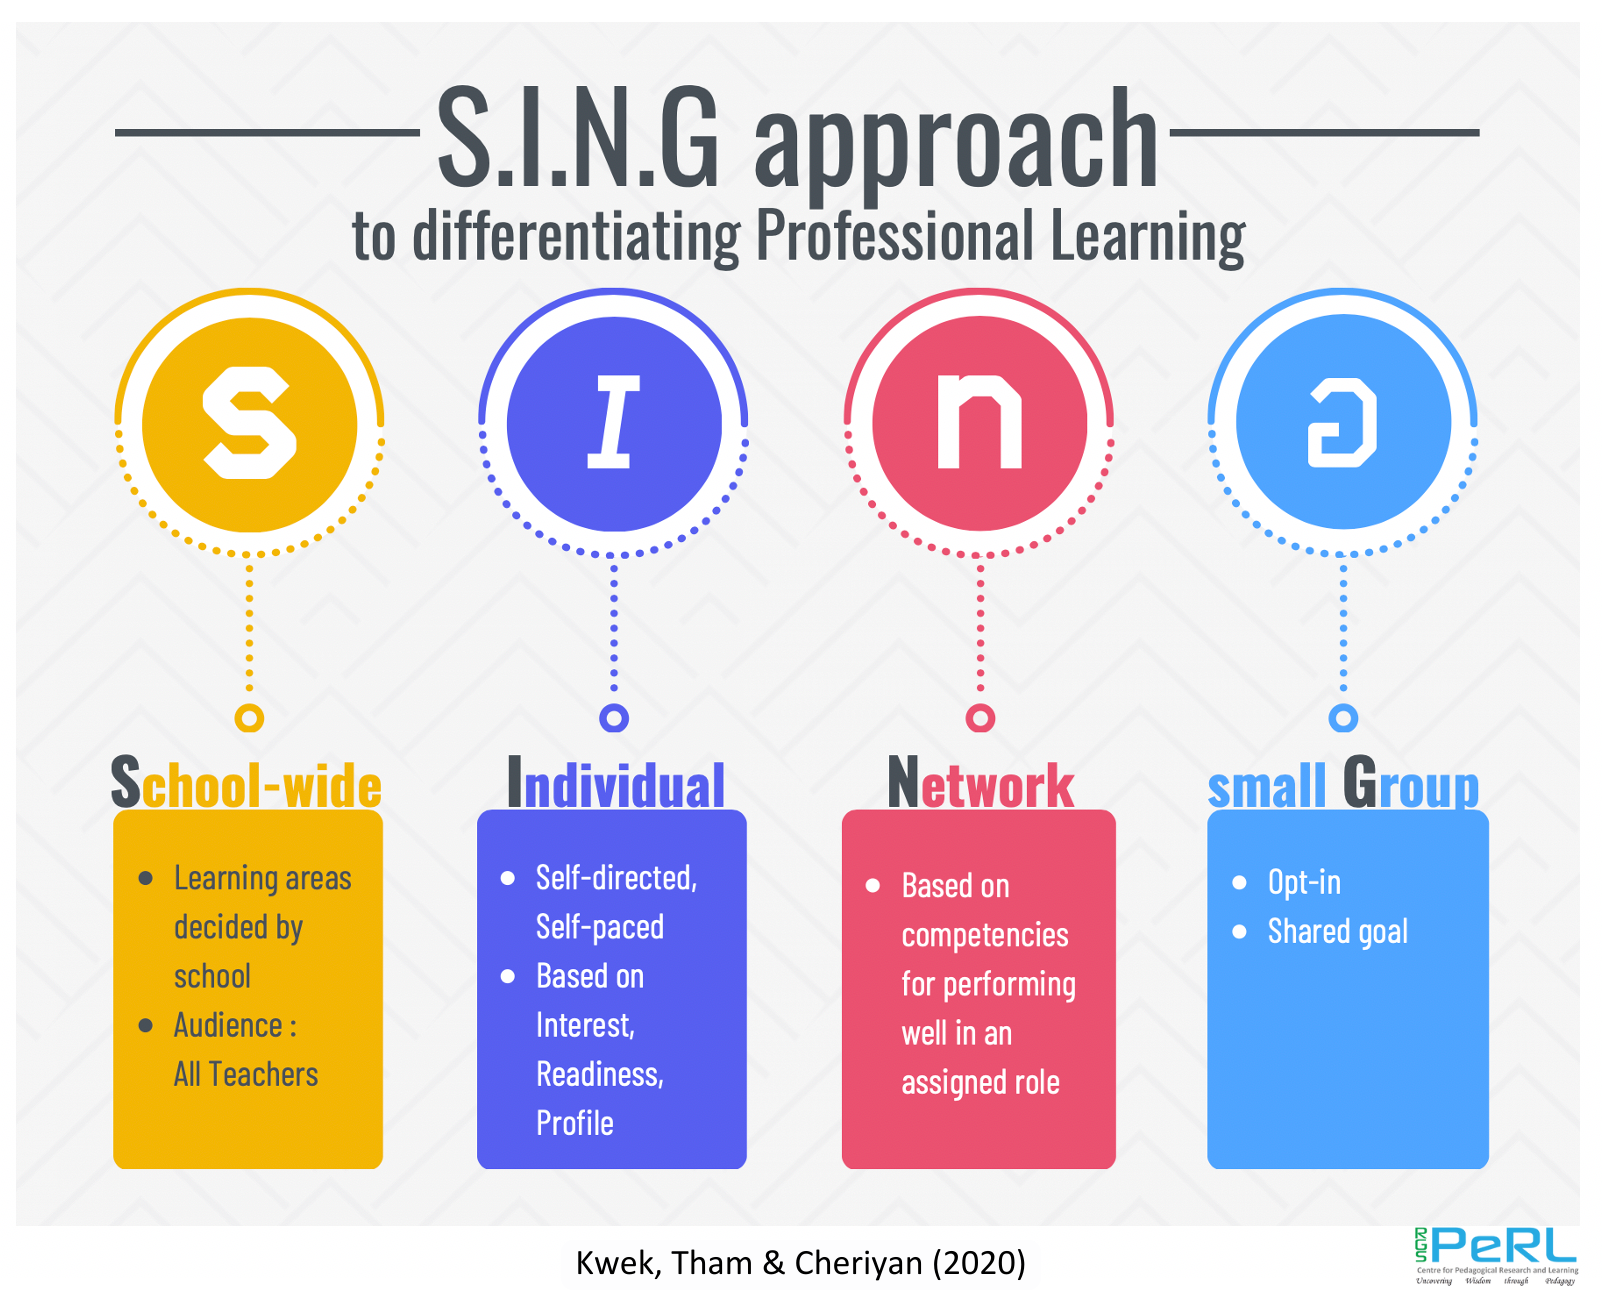 S.I.N.G approach
to differentiating Professional Learning
S
I
n
G
School-wide
• Learning areas
decided by
school
• Audience :
All Teachers
Individual
• Self-directed,
Self-paced
• Based on
Interest,
Readiness,
Profile
Network
• Based on
competencies
for performing
well in an
assigned role
small Group
• Opt-in
• Shared goal
Kwek, Tham & Cheriyan (2020)
RGS PeRL
Centre for Pedagogical Research and Learning
Uncovering Wisdom through Pedagogy